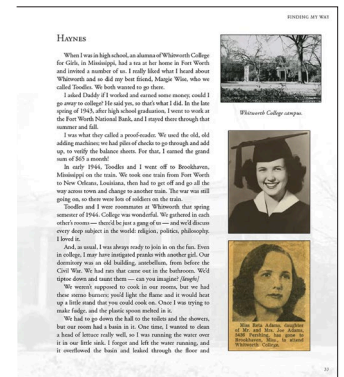 FINDING MY WAY
HAYNES
When I was in high school, an alumna of Whitworth College
for Girls, in Mississippi, had a tea at her home in Fort Worth
and invited a number of us. I really liked what I heard about
Whitworth and so did my best friend, Margie Wise, who we
called Toodles. We both wanted to go there.
I asked Daddy if I worked and earned some money, could I
go away to college? He said yes, so that's what I did. In the late
spring of 1943, after high school graduation, I went to work at
the Fort Worth National Bank, and I stayed there through that
summer and fall.
I was what they called a proof-reader. We used the old, old
adding machines; we had piles of checks to go through and add
up, to verify the balance sheets. For that, I earned the grand
sum of $65 a month!
In early 1944, Toodles and I went off to Brookhaven,
Mississippi on the train. We took one train from Fort Worth
to New Orleans, Louisiana, then had to get off and go all the
way across town and change to another train. The war was still
going on, so there were lots of soldiers on the train.
Toodles and I were roommates at Whitworth that spring
semester of 1944. College was wonderful. We gathered in each
other's rooms — there'd be just a gang of us — and we'd discuss
every deep subject in the world: religion, politics, philosophy.
I loved it.
And, as usual, I was always ready to join in on the fun. Even
in college, I may have instigated pranks with another girl. Our
dormitory was an old building, antebellum, from before the
Civil War. We had rats that came out in the bathroom. We'd
tiptoe down and taunt them — can you imagine? [laughs]
We weren't supposed to cook in our rooms, but we had
these sterno burners; you'd light the flame and it would heat
up a little stand that you could cook on. Once I was trying to
make fudge, and the plastic spoon melted in it.
We had to go down the hall to the toilets and the showers,
but our room had a basin in it. One time, I wanted to clean
a head of lettuce really well, so I was running the water over
it in our little sink. I forgot and left the water running, and
it overflowed the basin and leaked through the floor and
Whitworth College campus.
Miss Reta Adams, daughter
of Mr. and Mrs. Joe Adams,
Pershing, has gone to
Brookhaven, Miss., to attend
Whitworth College.